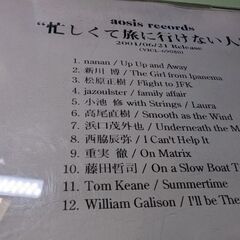 aosis records
"忙しくて旅に行けない人
2001/06/21 Release
1. nanan / Up Up and Away
2. 新川 博 / The Girl from Ipanema
3. 松原正樹 / Flight to JFK
4. jazoulster / family affair
5. 小池 修 with Strings / Laura
6. 高尾直樹 / Smooth as the Wind
7. 浜口茂外也 / Underneath the M
8. 西脇辰弥 / I Can't Help It
9. 重実 徹 / On Matrix
10. 藤田哲司 / On a Slow Boat T
11. Tom Keane / Summertime
12. William Galison / I'll be The